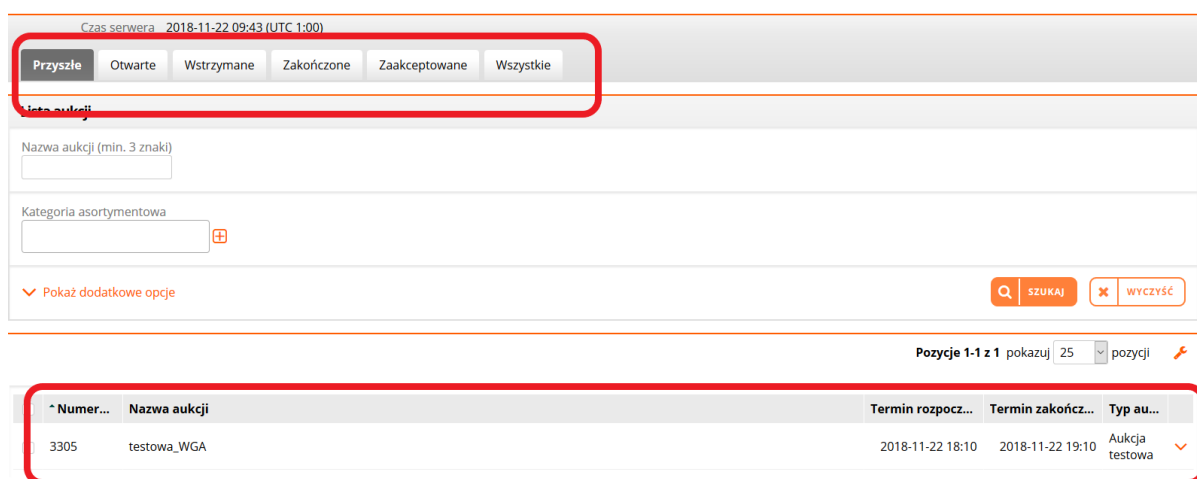 Czas serwera 2018-11-22 09:43 (UTC 1:00)
Przyszłe Otwarte Wstrzymane Zakończone Zaakceptowane Wszystkie
Lista aukcji
Nazwa aukcji (min. 3 znaki)
Kategoria asortymentowa
Pokaż dodatkowe opcje SZUKAJ WYCZYŚĆ
Pozycje 1-1 z 1 pokazuj 25 pozycji
Numer... Nazwa aukcji Termin rozpocz... Termin zakończ... Typ au...
3305 testowa_WGA 2018-11-22 18:10 2018-11-22 19:10 Aukcja
testowa